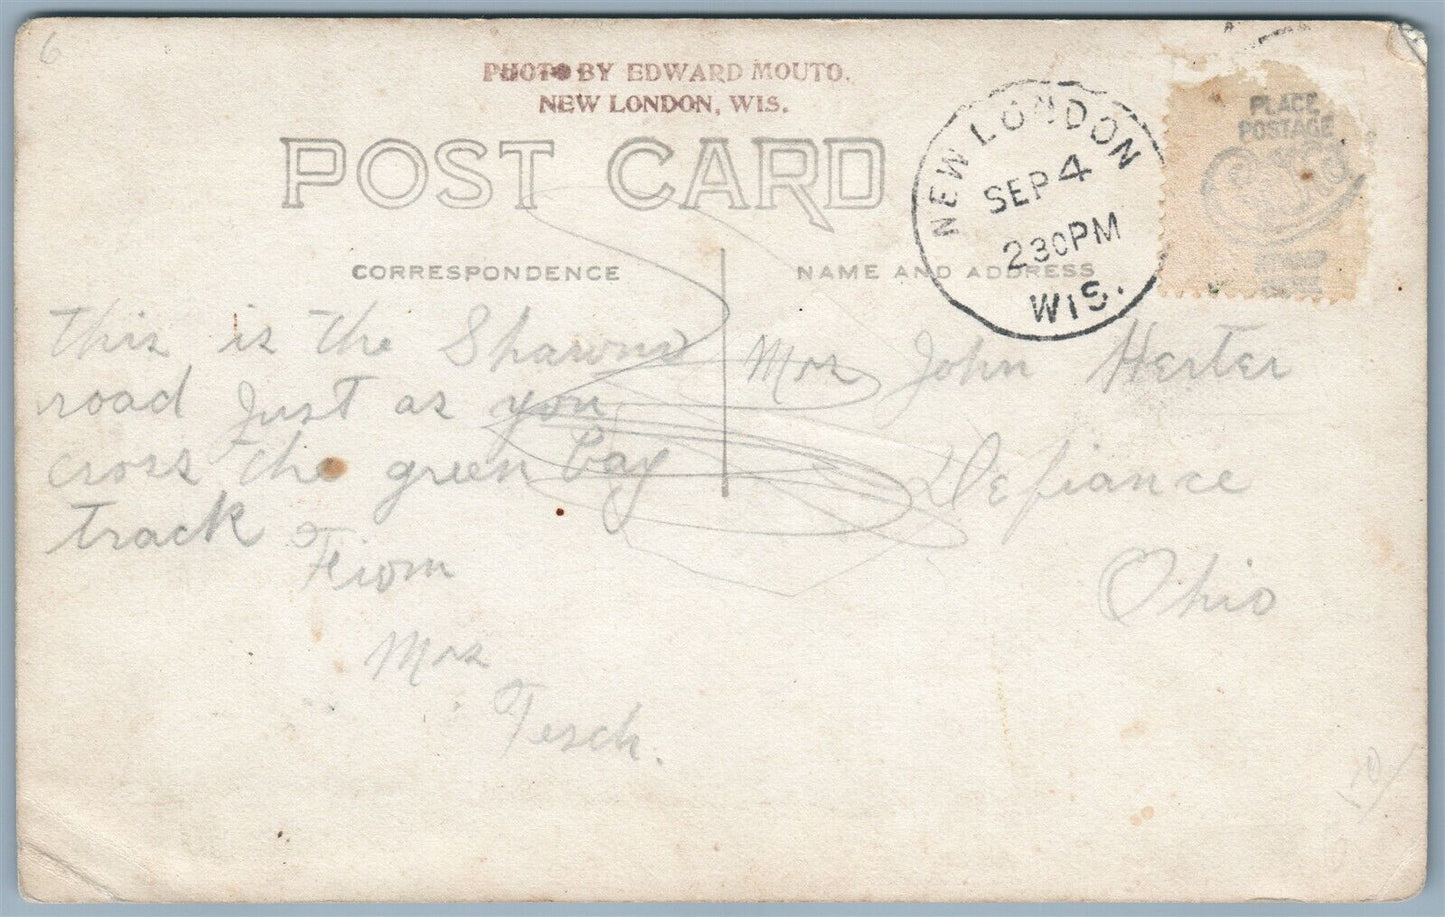 6
PHOTO BY EDWARD MOUTO.
NEW LONDON, WIS.
POST CARD
NEW LONDON
SEP 4
230PM
WIS.
PLACE
POSTAGE
STAMP
CORRESPONDENCE
NAME AND ADDRESS
This is the Shawno
road just as you
cross the green bay
track
From
Mrs
Tesch.
Mrs John Herter
Defiance
Ohio